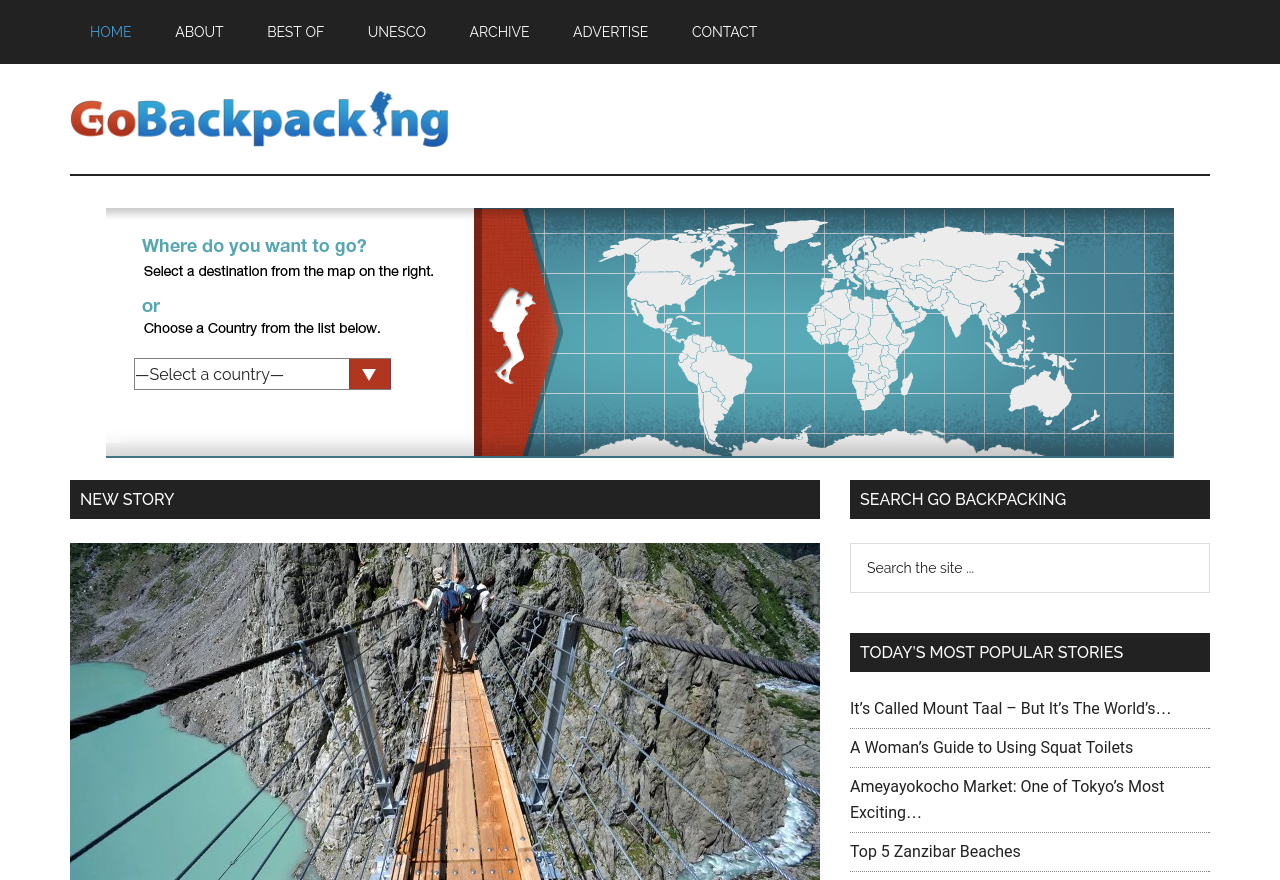 HOME ABOUT BEST OF UNESCO ARCHIVE ADVERTISE CONTACT
GoBackpacking
Where do you want to go?
Select a destination from the map on the right.
or
Choose a Country from the list below.
—Select a country—
NEW STORY
SEARCH GO BACKPACKING
Search the site ...
TODAY’S MOST POPULAR STORIES
It’s Called Mount Taal – But It’s The World’s…
A Woman’s Guide to Using Squat Toilets
Ameyayokocho Market: One of Tokyo’s Most
Exciting…
Top 5 Zanzibar Beaches